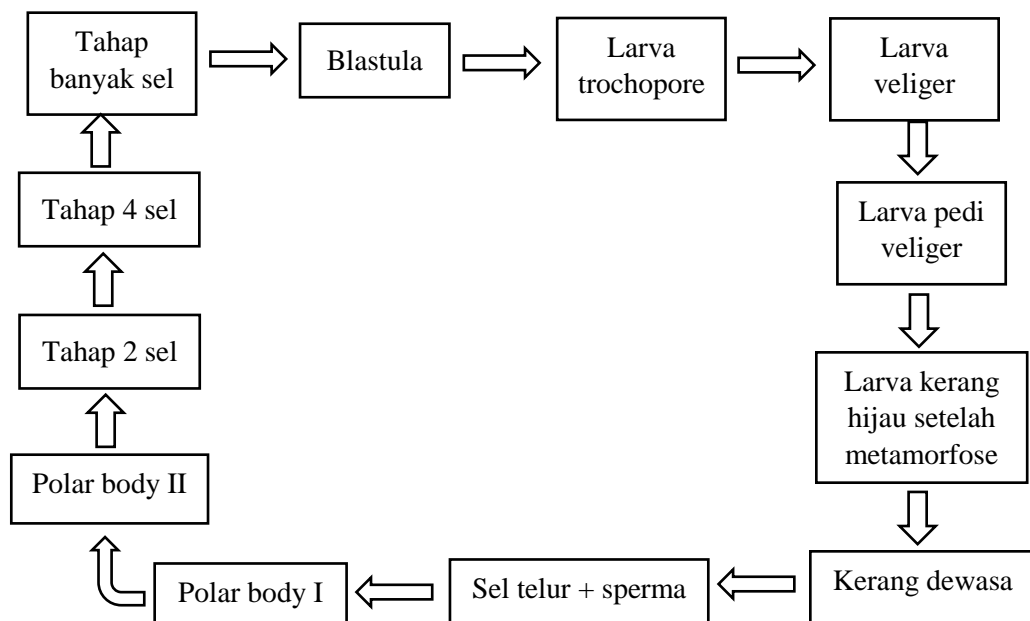 Tahap
banyak sel
Blastula
Larva
trochopore
Larva
veliger
Tahap 4 sel
Larva pedi
veliger
Tahap 2 sel
Larva kerang
hijau setelah
metamorfose
Polar body II
Polar body I
Sel telur + sperma
Kerang dewasa